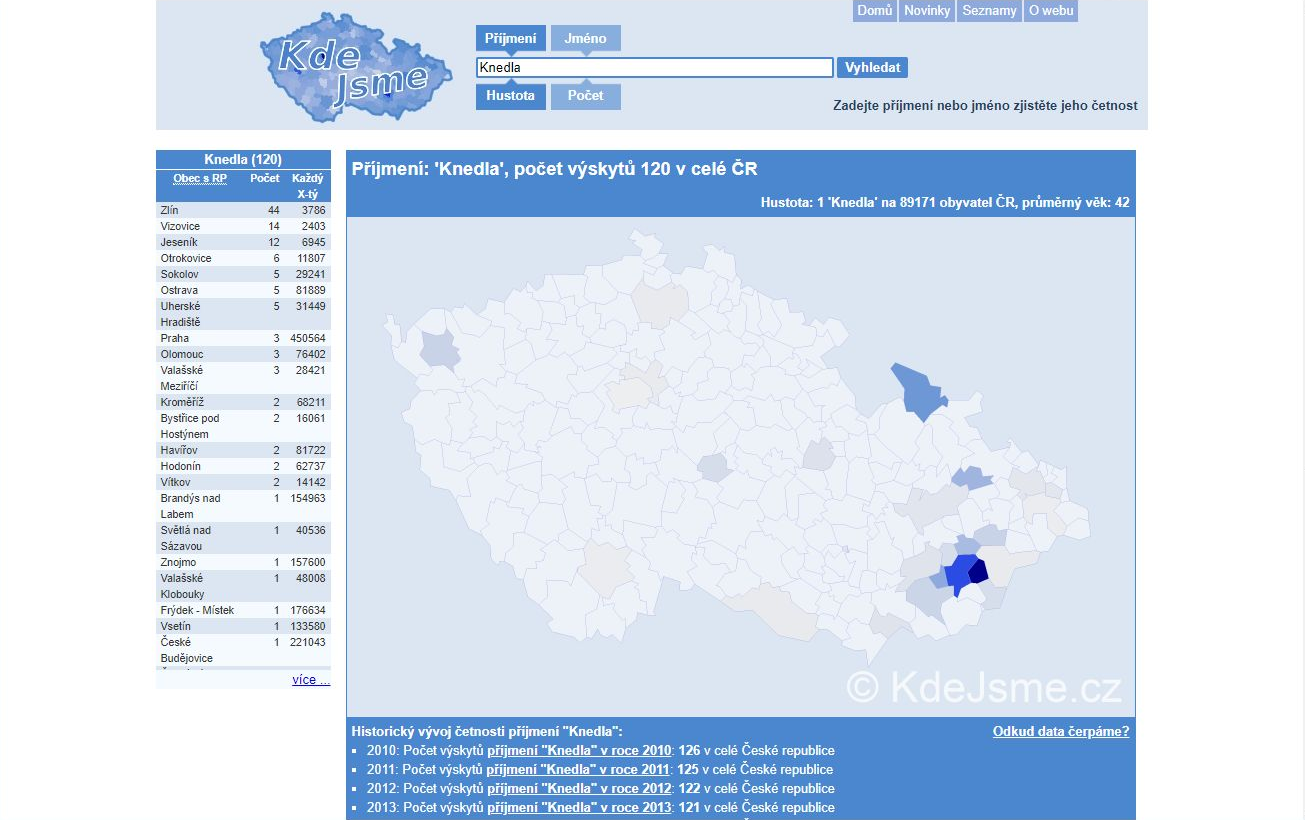 Domů Novinky Seznamy O webu
Kde
Jsme
Příjmení Jméno
Knedla Vyhledat
Hustota Počet
Zadejte příjmení nebo jméno zjistěte jeho četnost
Knedla (120)
Obec s RP Počet Každý
X-tý
Zlín 44 3786
Vizovice 14 2403
Jeseník 12 6945
Otrokovice 6 11807
Sokolov 5 29241
Ostrava 5 81889
Uherské 5 31449
Hradiště
Praha 3 450564
Olomouc 3 76402
Valašské 3 28421
Meziříčí
Kroměříž 2 68211
Bystřice pod 2 16061
Hostýnem
Havířov 2 81722
Hodonín 2 62737
Vítkov 2 14142
Brandýs nad 1 154963
Labem
Světlá nad 1 40536
Sázavou
Znojmo 1 157600
Valašské 1 48008
Klobouky
Frýdek - Místek 1 176634
Vsetín 1 133580
České 1 221043
Budějovice
více ...
Příjmení: 'Knedla', počet výskytů 120 v celé ČR
Hustota: 1 'Knedla' na 89171 obyvatel ČR, průměrný věk: 42
© KdeJsme.cz
Historický vývoj četnosti příjmení "Knedla": Odkud data čerpáme?
2010: Počet výskytů příjmení "Knedla" v roce 2010: 126 v celé České republice
2011: Počet výskytů příjmení "Knedla" v roce 2011: 125 v celé České republice
2012: Počet výskytů příjmení "Knedla" v roce 2012: 122 v celé České republice
2013: Počet výskytů příjmení "Knedla" v roce 2013: 121 v celé České republice